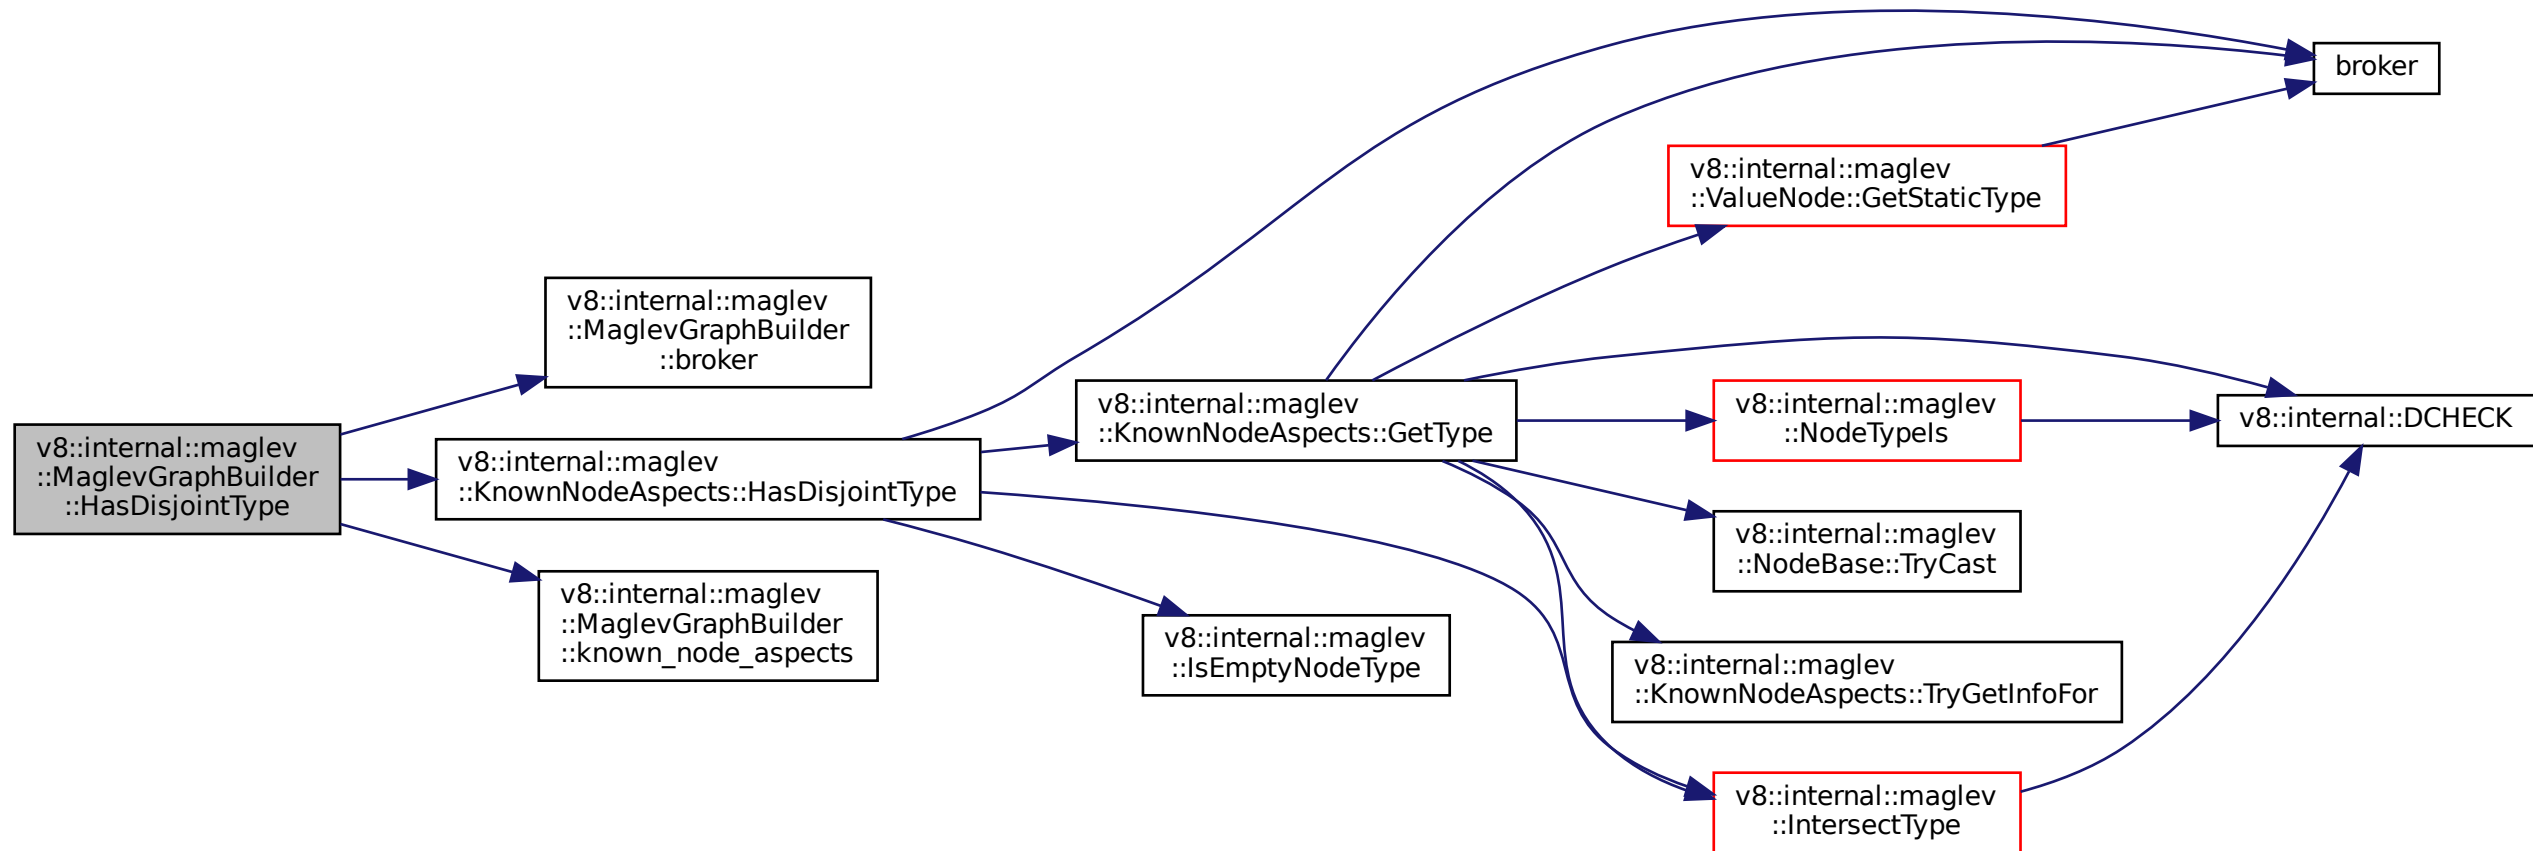 v8::internal::maglev
::MaglevGraphBuilder
::HasDisjointType
v8::internal::maglev
::MaglevGraphBuilder
::broker
v8::internal::maglev
::KnownNodeAspects::HasDisjointType
v8::internal::maglev
::MaglevGraphBuilder
::known_node_aspects
v8::internal::maglev
::KnownNodeAspects::GetType
v8::internal::maglev
::IsEmptyNodeType
broker
v8::internal::maglev
::ValueNode::GetStaticType
v8::internal::maglev
::NodeTypeIs
v8::internal::DCHECK
v8::internal::maglev
::NodeBase::TryCast
v8::internal::maglev
::KnownNodeAspects::TryGetInfoFor
v8::internal::maglev
::IntersectType